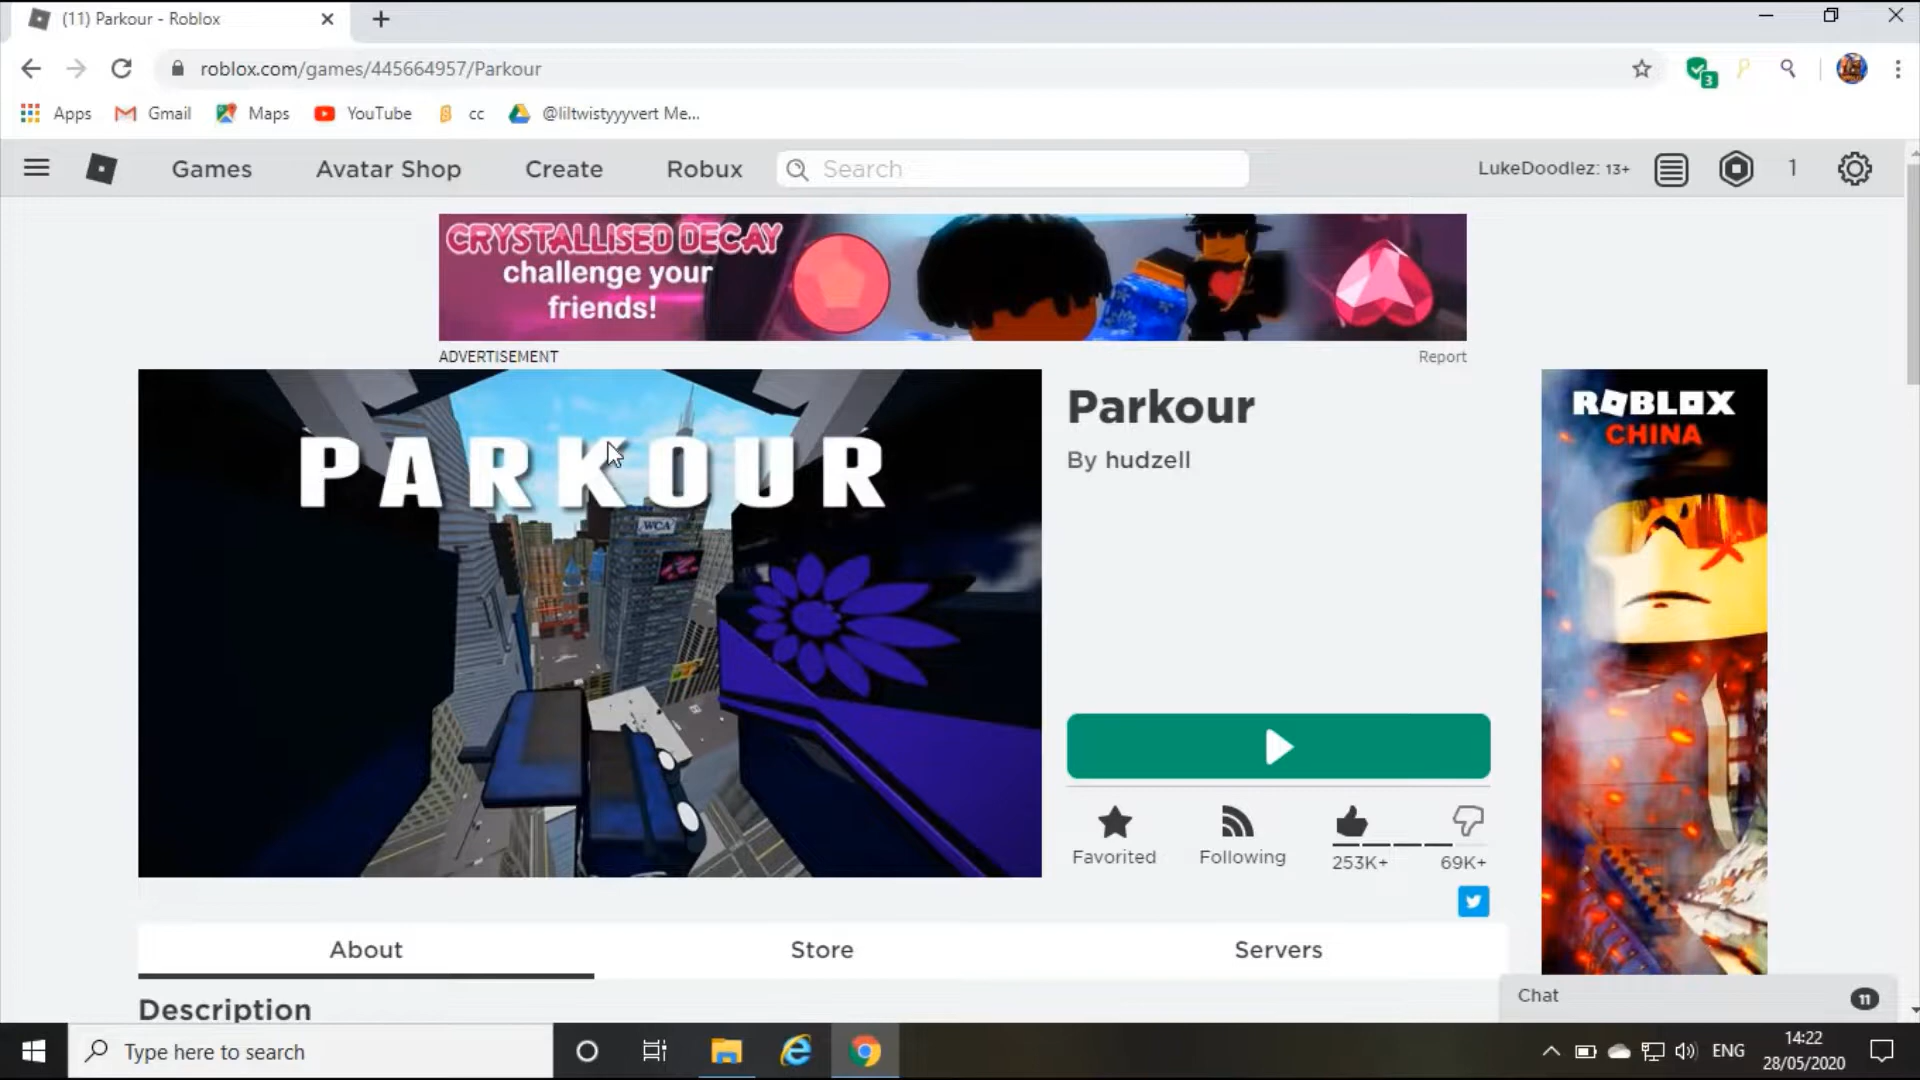 (11) Parkour - Roblox
roblox.com/games/445664957/Parkour
3
Apps Gmail Maps YouTube cc @liltwistyyyvert Me...
Games Avatar Shop Create Robux Search LukeDoodlez: 13+ 1
CRYSTALLISED DECAY
challenge your
friends!
ADVERTISEMENT Report
PARKOUR
WCA
Parkour
By hudzell
Favorited Following 253K+ 69K+
ROBLOX
CHINA
About Store Servers
Description
Chat 11
Type here to search
ENG
14:22
28/05/2020